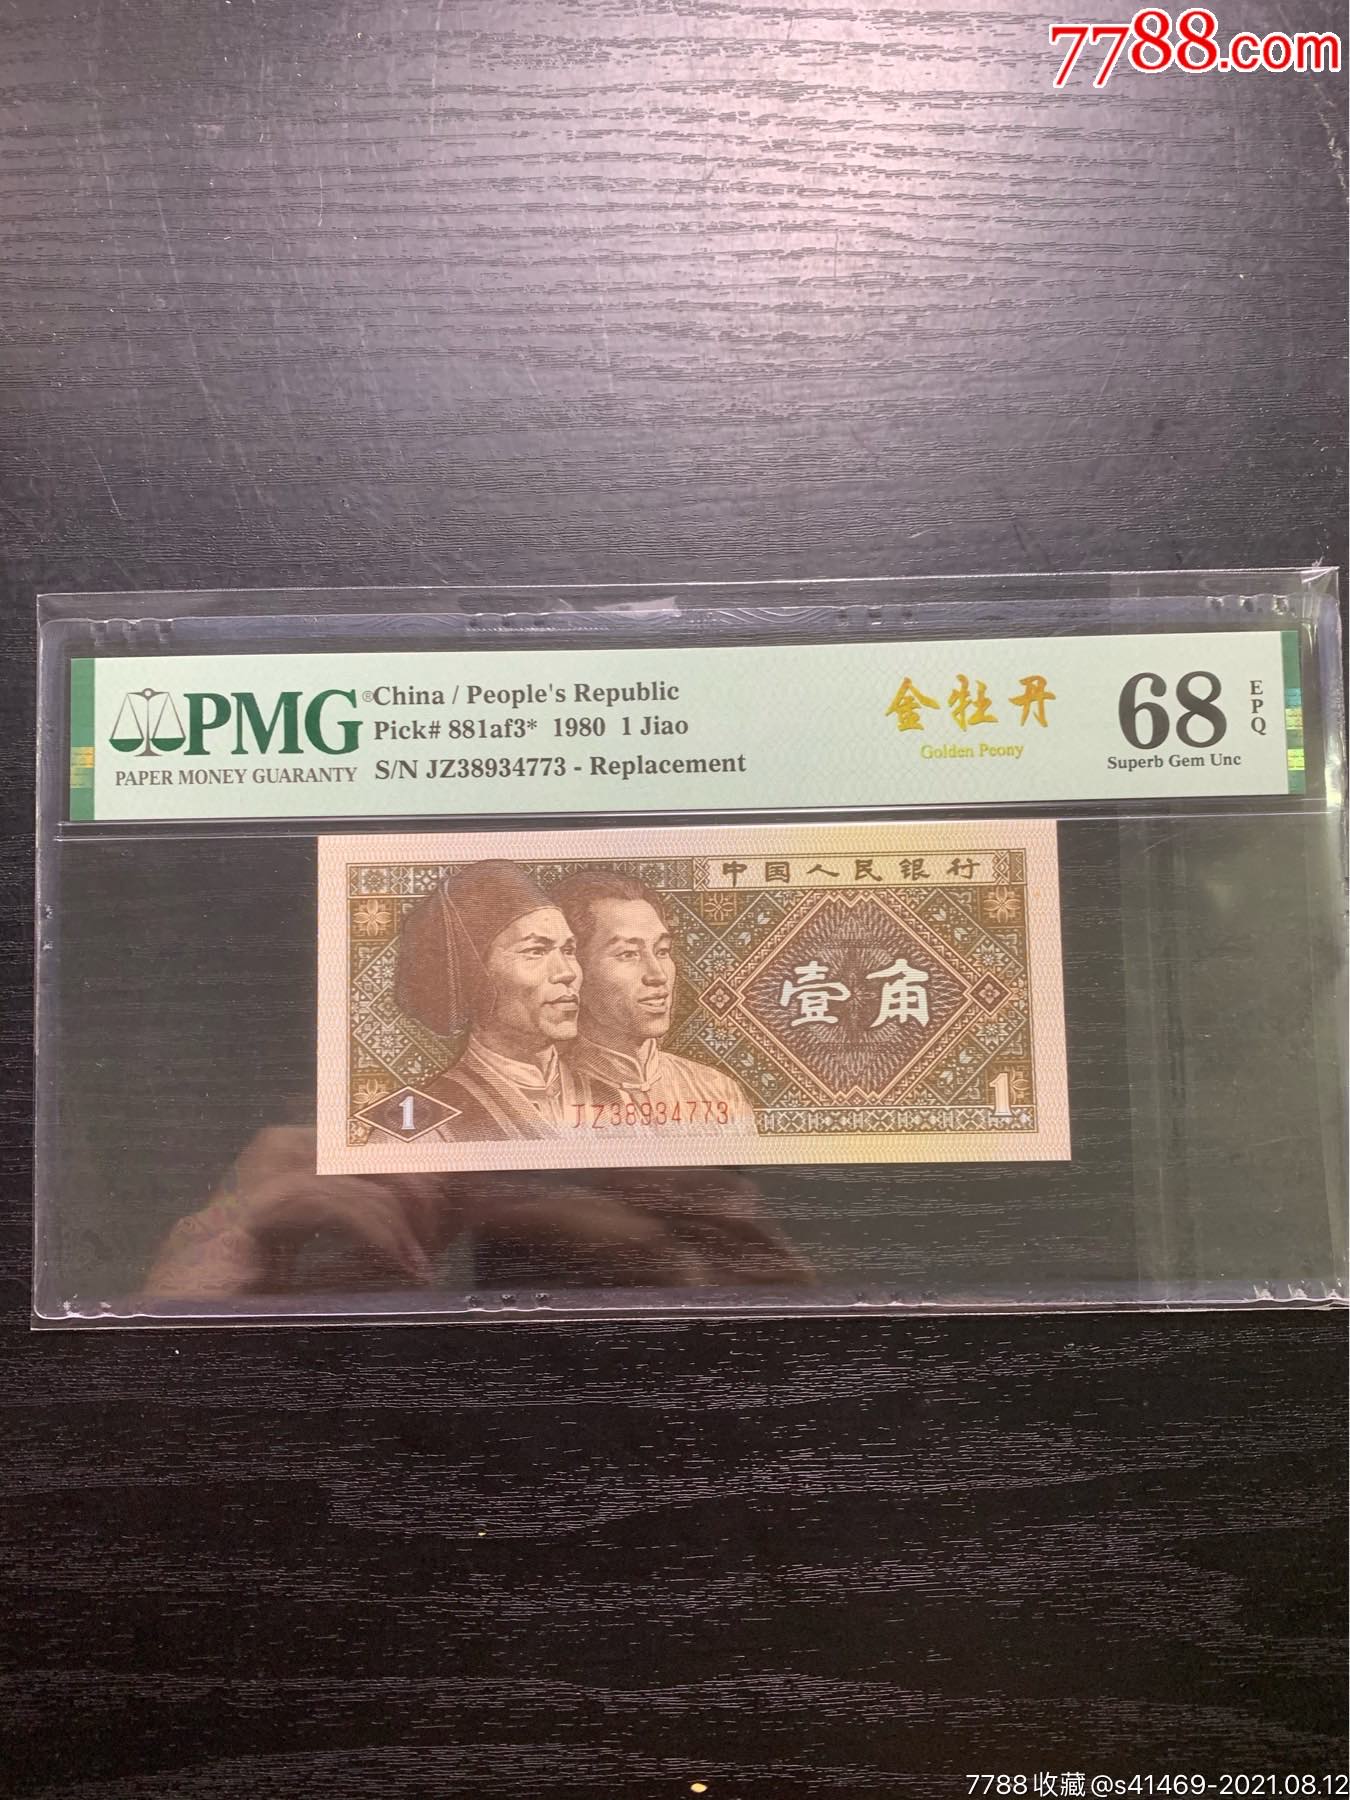 7788.com
PMG®
PAPER MONEY GUARANTY
China / People's Republic
Pick# 881af3* 1980 1 Jiao
S/N JZ38934773 - Replacement
金牡丹
Golden Peony
68
Superb Gem Unc
EPQ
中国人民银行
壹角
1
JZ38934773
1
7788收藏@s41469-2021.08.12